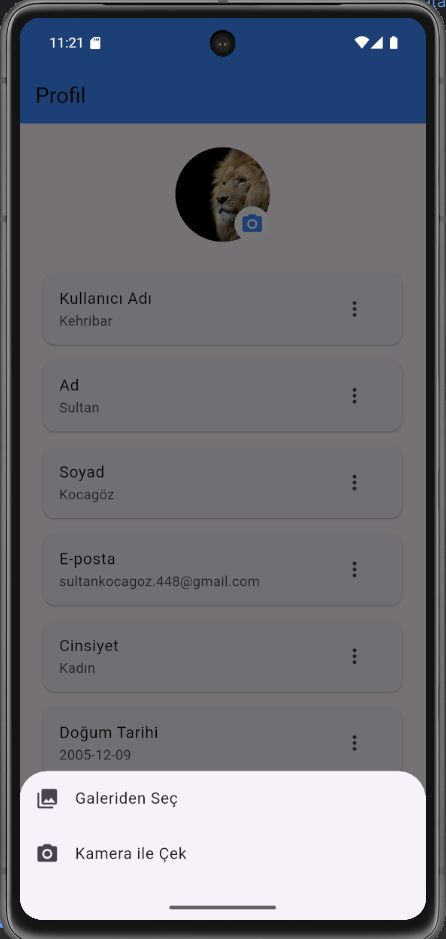 11:21
Profil
Kullanıcı Adı
Kehribar
Ad
Sultan
Soyad
Kocagöz
E-posta
sultankocagoz.448@gmail.com
Cinsiyet
Kadın
Doğum Tarihi
2005-12-09
Galeriden Seç
Kamera ile Çek